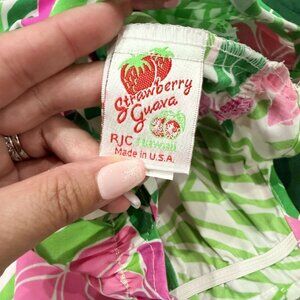 Strawberry
Guava
RJC Hawaii
Made in U.S.A.